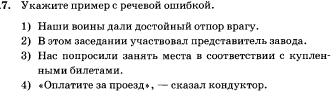 7. Укажите пример с речевой ошибкой.
1) Наши воины дали достойный отпор врагу.
2) В этом заседании участвовал представитель завода.
3) Нас попросили занять места в соответствии с куплен-
ными билетами.
4) «Оплатите за проезд», — сказал кондуктор.